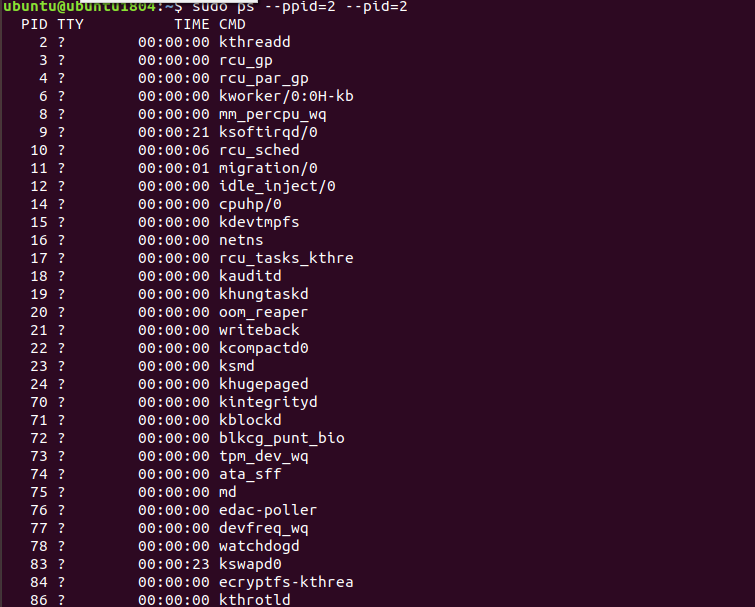 ubuntu@ubuntu1804:~$ sudo ps --ppid=2 --pid=2
PID TTY TIME CMD
2 ? 00:00:00 kthreadd
3 ? 00:00:00 rcu_gp
4 ? 00:00:00 rcu_par_gp
6 ? 00:00:00 kworker/0:0H-kb
8 ? 00:00:00 mm_percpu_wq
9 ? 00:00:21 ksoftirqd/0
10 ? 00:00:06 rcu_sched
11 ? 00:00:01 migration/0
12 ? 00:00:00 idle_inject/0
14 ? 00:00:00 cpuhp/0
15 ? 00:00:00 kdevtmpfs
16 ? 00:00:00 netns
17 ? 00:00:00 rcu_tasks_kthre
18 ? 00:00:00 kauditd
19 ? 00:00:00 khungtaskd
20 ? 00:00:00 oom_reaper
21 ? 00:00:00 writeback
22 ? 00:00:00 kcompactd0
23 ? 00:00:00 ksmd
24 ? 00:00:00 khugepaged
70 ? 00:00:00 kintegrityd
71 ? 00:00:00 kblockd
72 ? 00:00:00 blkcg_punt_bio
73 ? 00:00:00 tpm_dev_wq
74 ? 00:00:00 ata_sff
75 ? 00:00:00 md
76 ? 00:00:00 edac-poller
77 ? 00:00:00 devfreq_wq
78 ? 00:00:00 watchdogd
83 ? 00:00:23 kswapd0
84 ? 00:00:00 ecryptfs-kthrea
86 ? 00:00:00 kthrotld